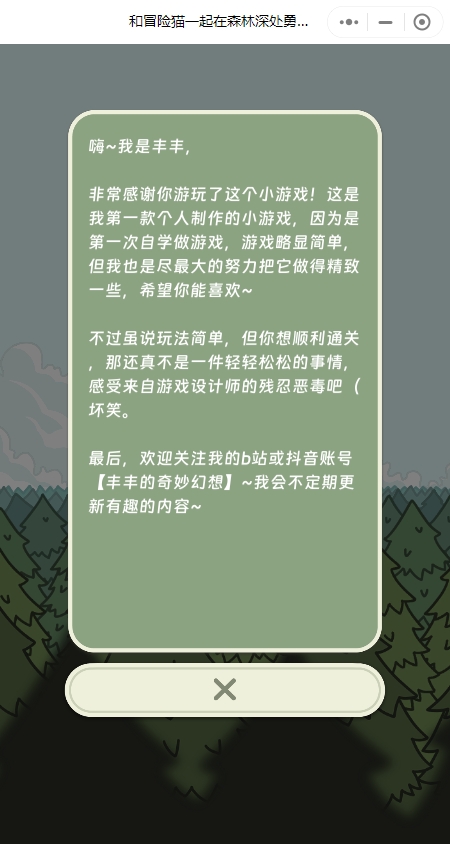 和冒险猫一起在森林深处勇...
嗨~我是丰丰，
非常感谢你游玩了这个小游戏！这是
我第一款个人制作的小游戏，因为是
第一次自学做游戏，游戏略显简单，
但我也是尽最大的努力把它做得精致
一些，希望你能喜欢~
不过虽说玩法简单，但你想顺利通关
，那还真不是一件轻轻松松的事情，
感受来自游戏设计师的残忍恶毒吧（
坏笑。
最后，欢迎关注我的b站或抖音账号
【丰丰的奇妙幻想】~我会不定期更
新有趣的内容~